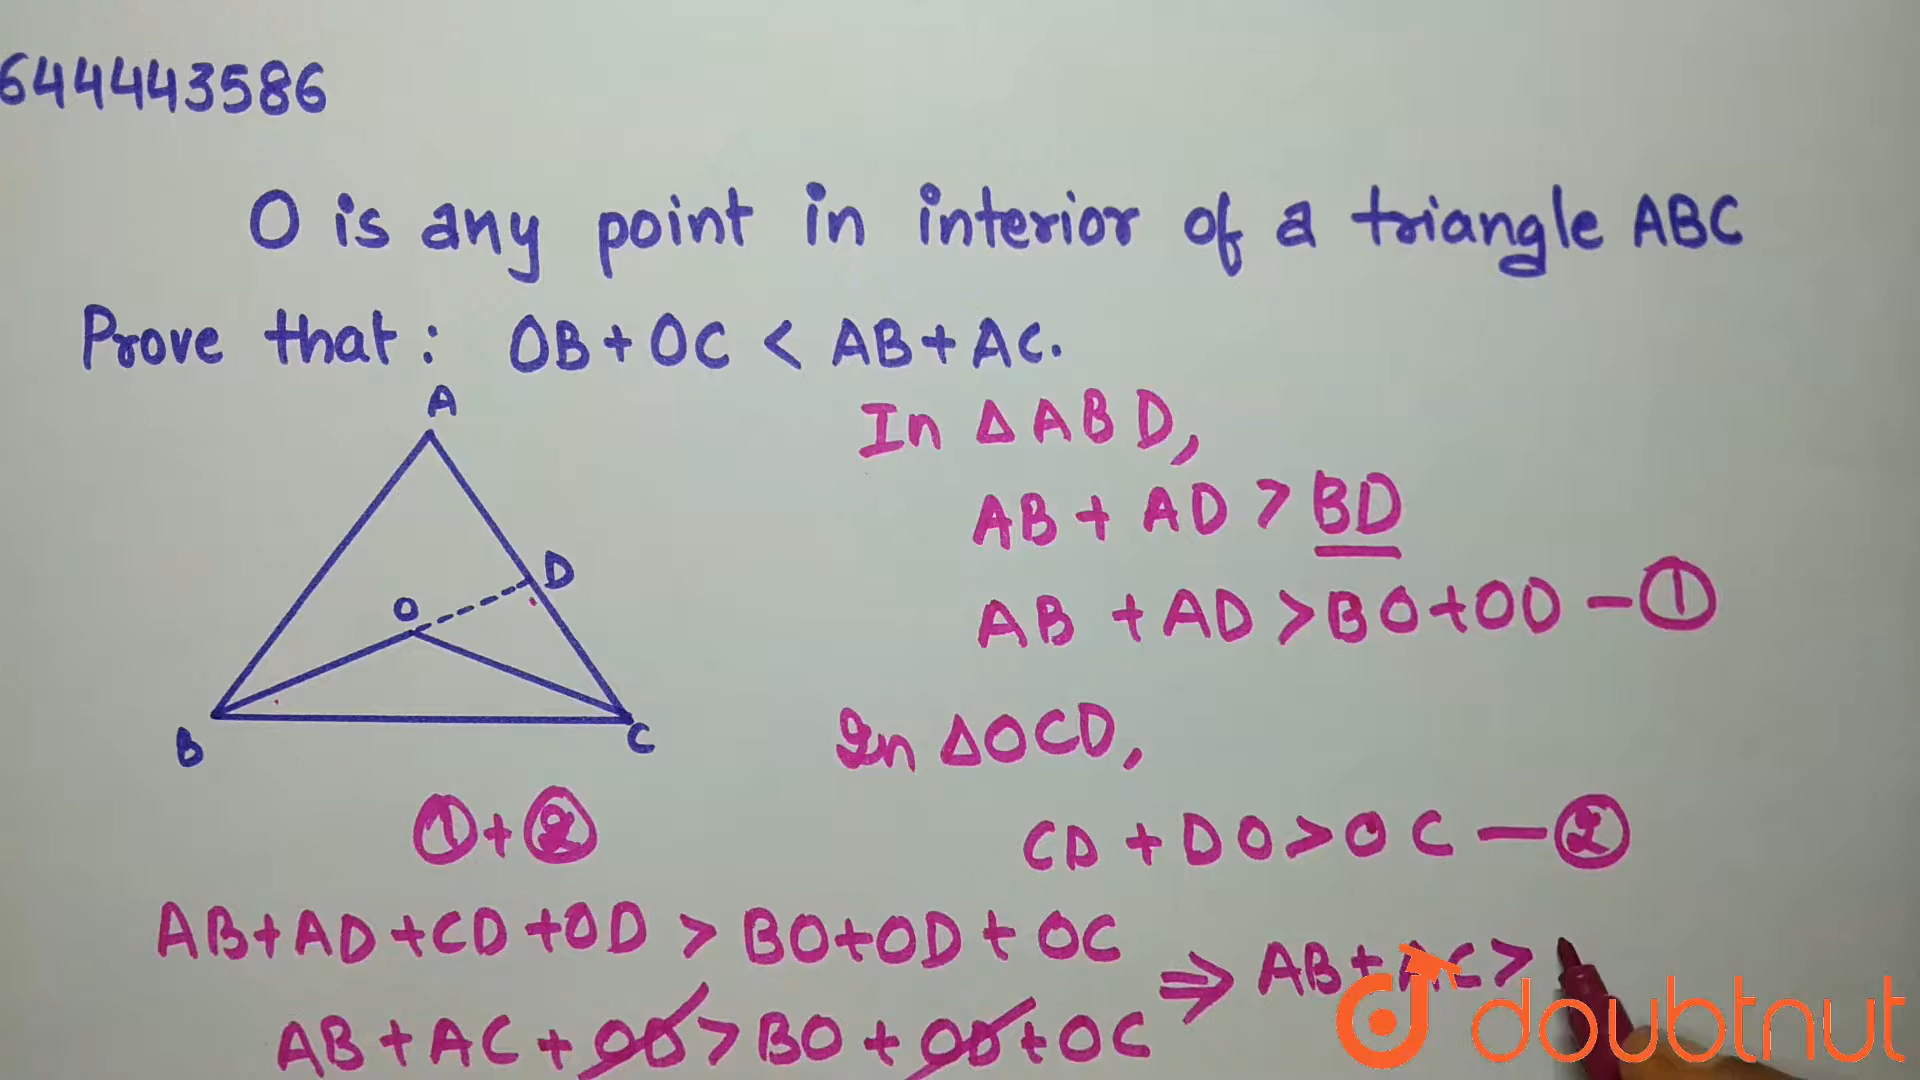 644443586
O is any point in interior of a triangle ABC
Prove that: OB+OC < AB+AC.
A
D
O
B
C
In ΔABD,
AB + AD > BD
AB + AD > BO+OD - ①
In ΔOCD,
CD + DO > OC - ②
① + ②
AB+AD+CD+OD > BO+OD+OC
AB + AC + OD > BO + OD + OC
⇒ AB + AC >
doubtnut